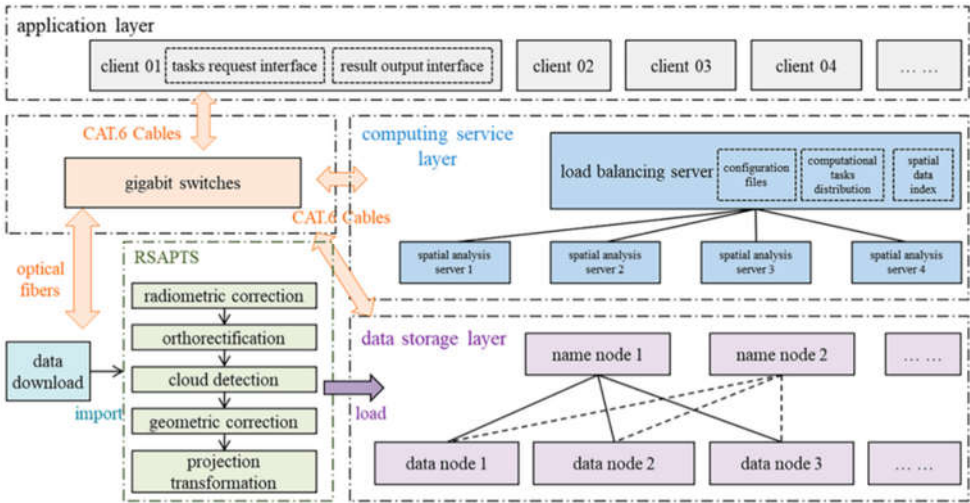 application layer
client 01
tasks request interface
result output interface
client 02
client 03
client 04
... ...
CAT.6 Cables
gigabit switches
CAT.6 Cables
optical
fibers
computing service
layer
load balancing server
configuration
files
computational
tasks
distribution
spatial
data
index
spatial analysis
server 1
spatial analysis
server 2
spatial analysis
server 3
spatial analysis
server 4
RSAPTS
radiometric correction
orthorectification
cloud detection
geometric correction
projection
transformation
data
download
import
load
data storage layer
name node 1
name node 2
... ...
data node 1
data node 2
data node 3
... ...